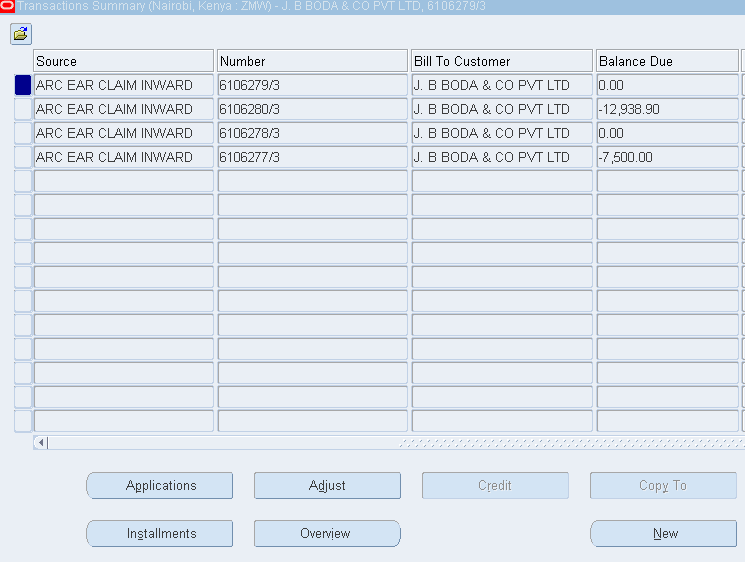 Transactions Summary (Nairobi, Kenya : ZMW) - J. B BODA & CO PVT LTD, 6106279/3
Source Number Bill To Customer Balance Due
ARC EAR CLAIM INWARD 6106279/3 J. B BODA & CO PVT LTD 0.00
ARC EAR CLAIM INWARD 6106280/3 J. B BODA & CO PVT LTD -12,938.90
ARC EAR CLAIM INWARD 6106278/3 J. B BODA & CO PVT LTD 0.00
ARC EAR CLAIM INWARD 6106277/3 J. B BODA & CO PVT LTD -7,500.00
Applications Adjust Credit Copy To
Installments Overview New